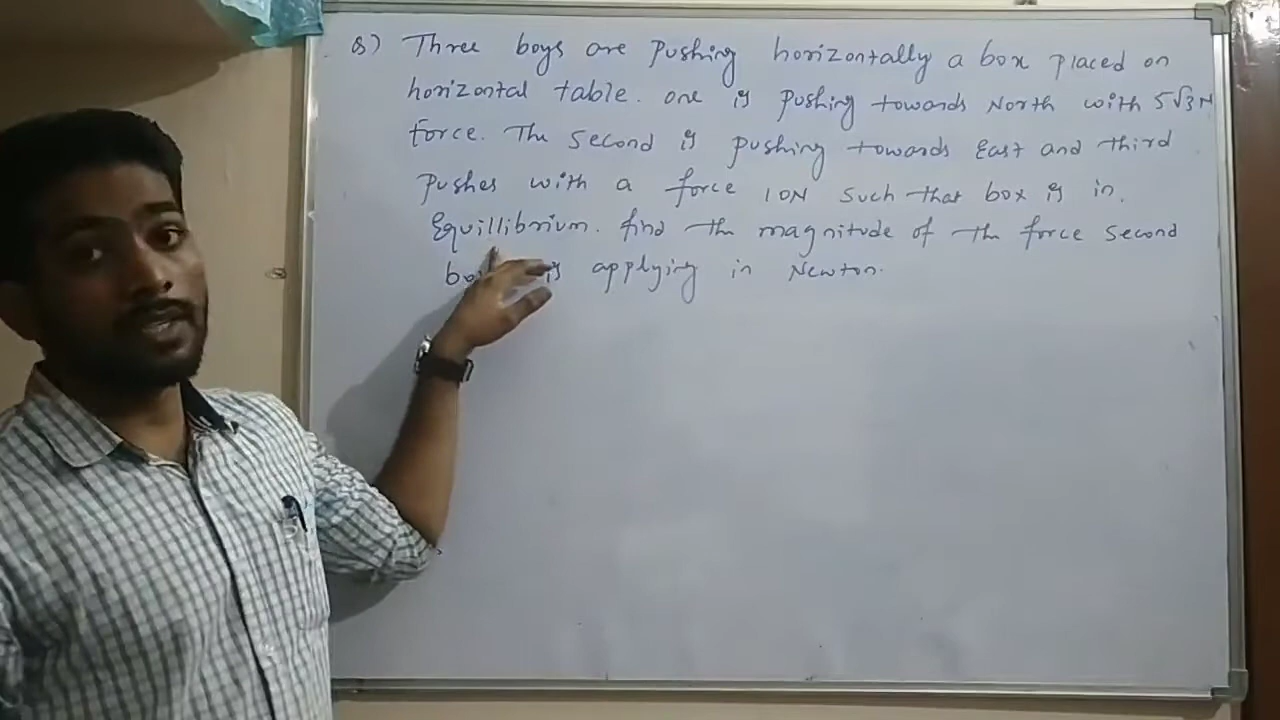 Q) Three boys are pushing horizontally a box placed on
horizontal table. one is pushing towards North with 5√3 N
force. The second is pushing towards East and third
pushes with a force 10N such that box is in.
Equillibrium. find the magnitude of the force second
is applying in Newton.